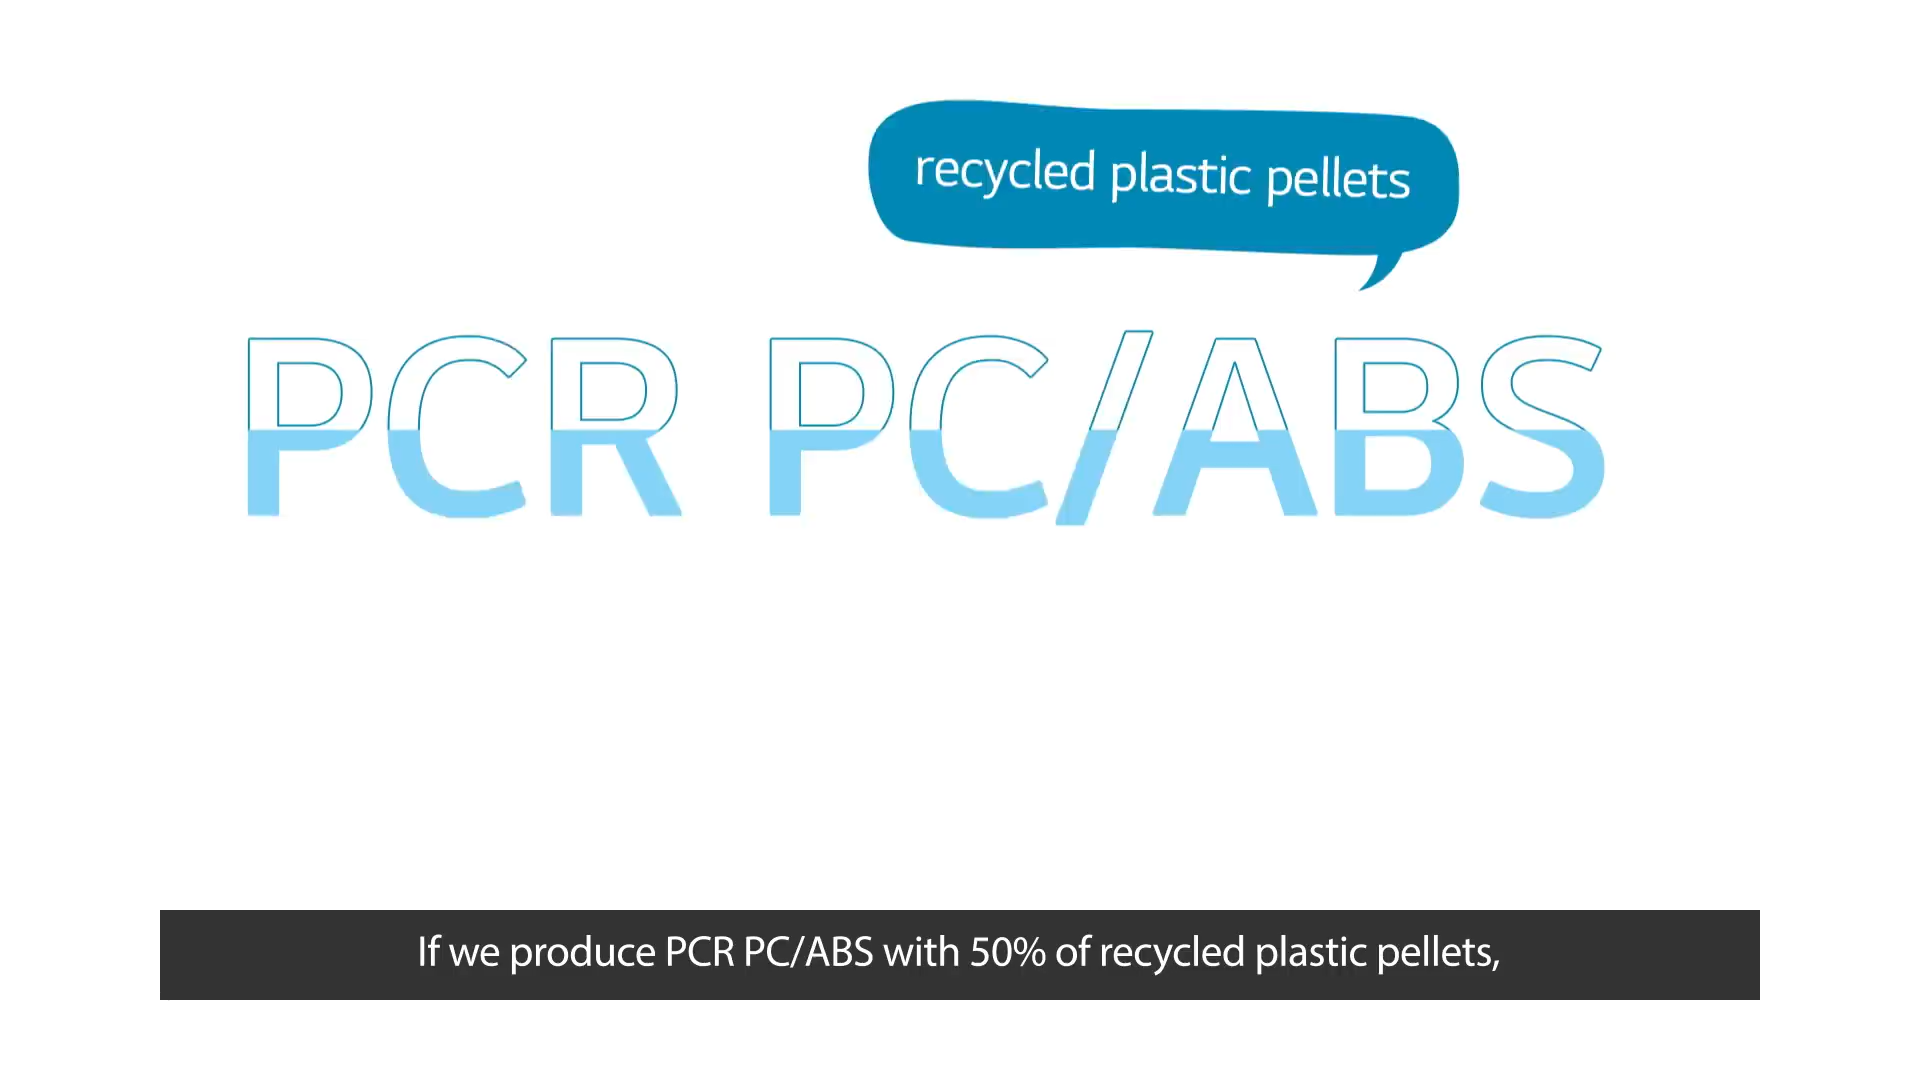 recycled plastic pellets
PCR PC/ABS
If we produce PCR PC/ABS with 50% of recycled plastic pellets,